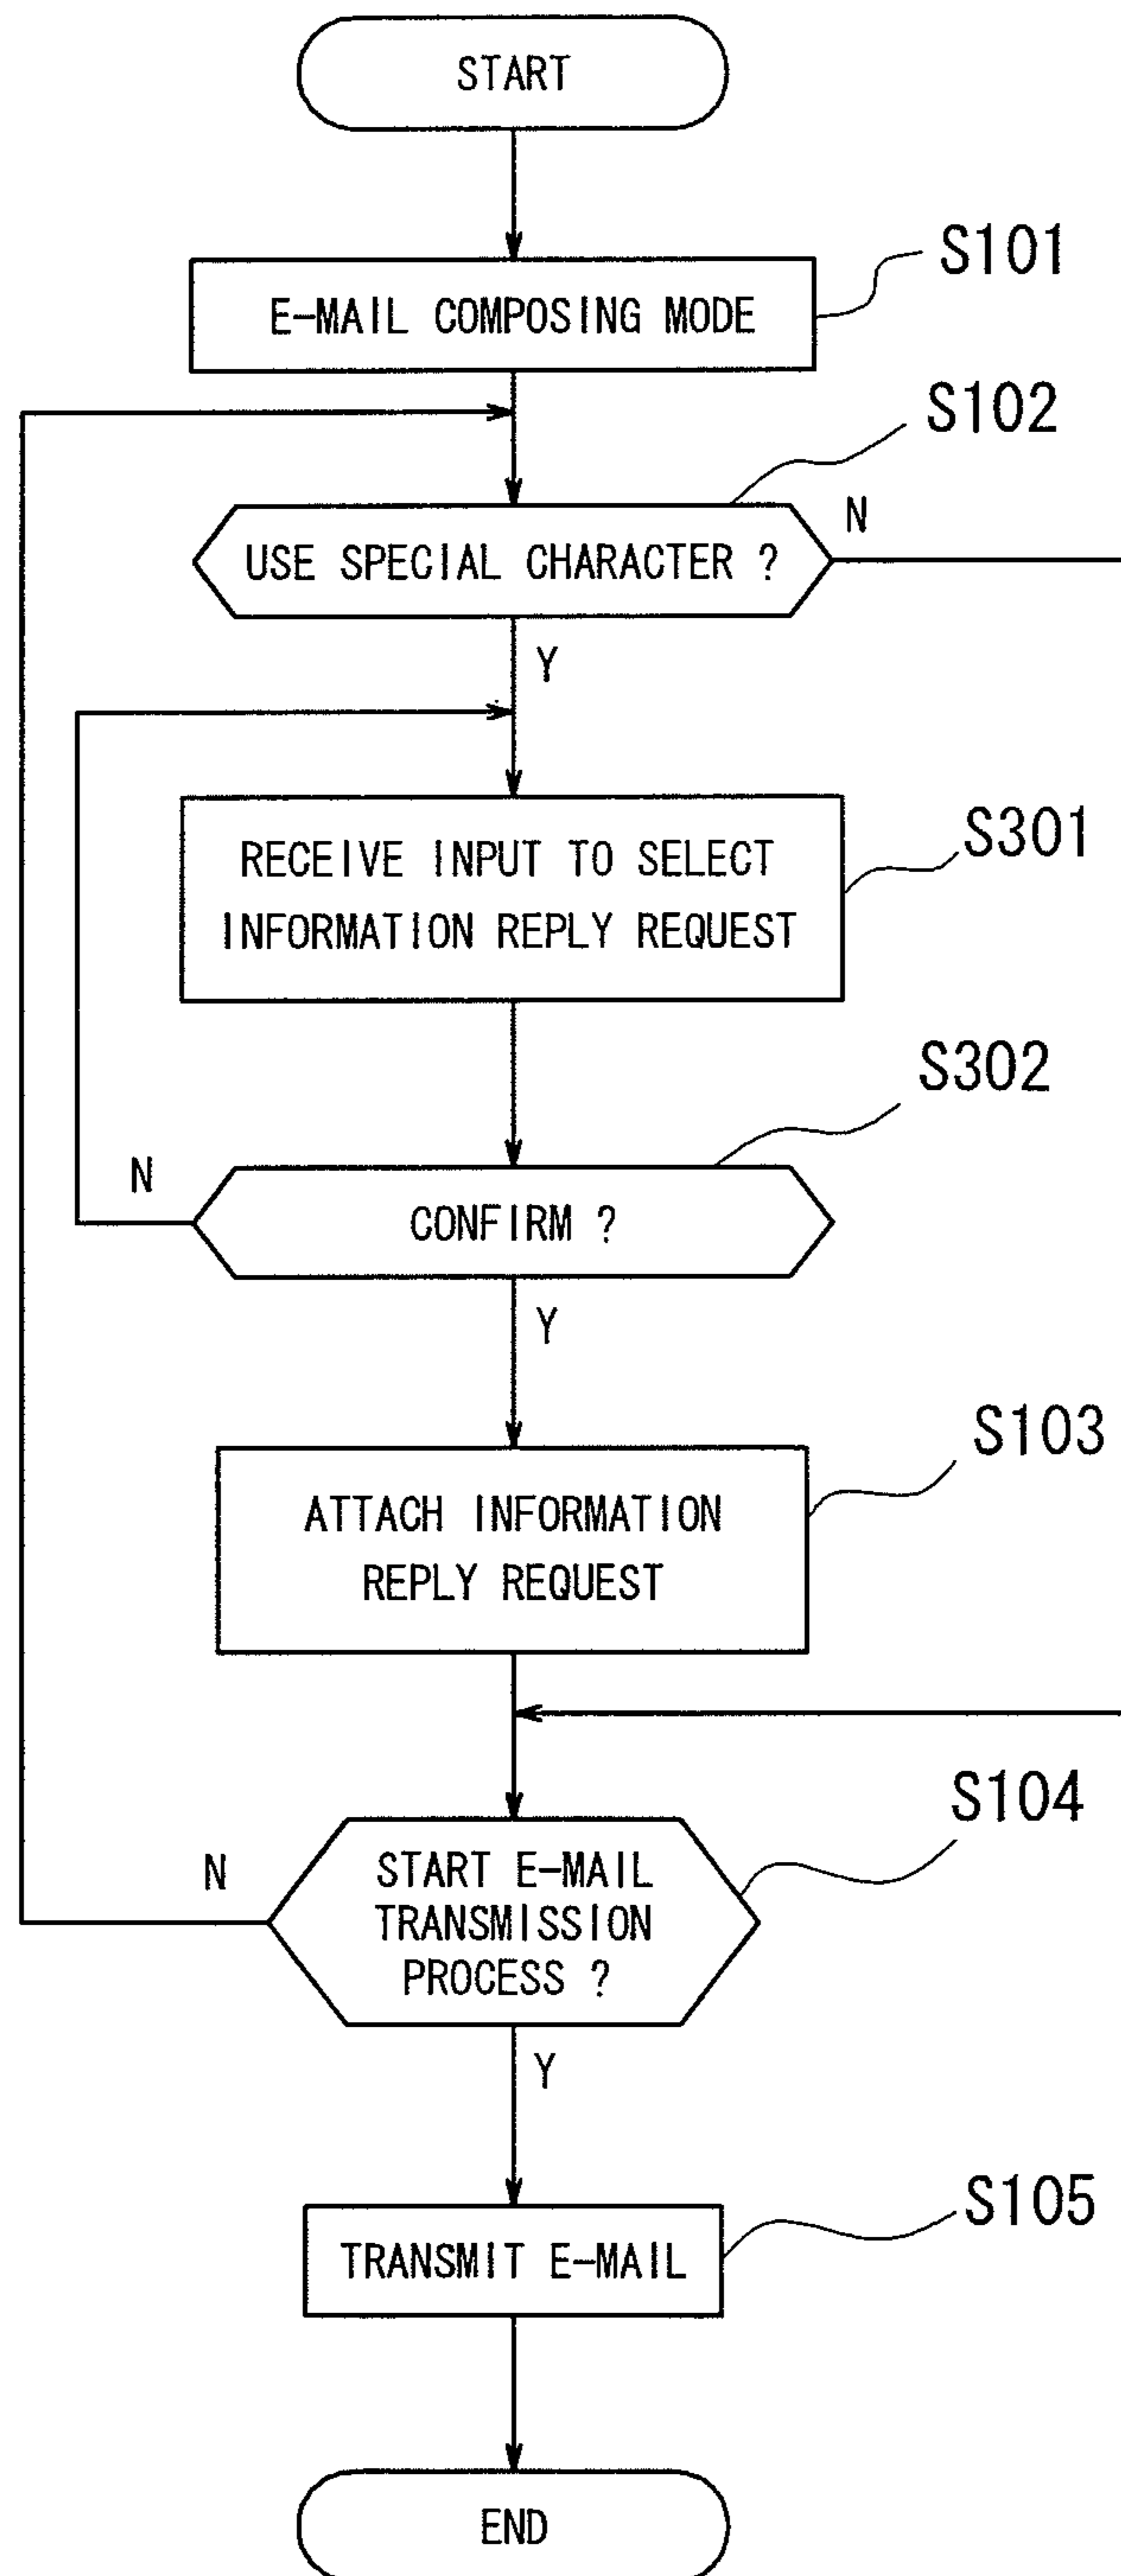 START
S101
E-MAIL COMPOSING MODE
S102
N
USE SPECIAL CHARACTER ?
Y
S301
RECEIVE INPUT TO SELECT
INFORMATION REPLY REQUEST
S302
N
CONFIRM ?
Y
S103
ATTACH INFORMATION
REPLY REQUEST
S104
N
START E-MAIL
TRANSMISSION
PROCESS ?
Y
S105
TRANSMIT E-MAIL
END